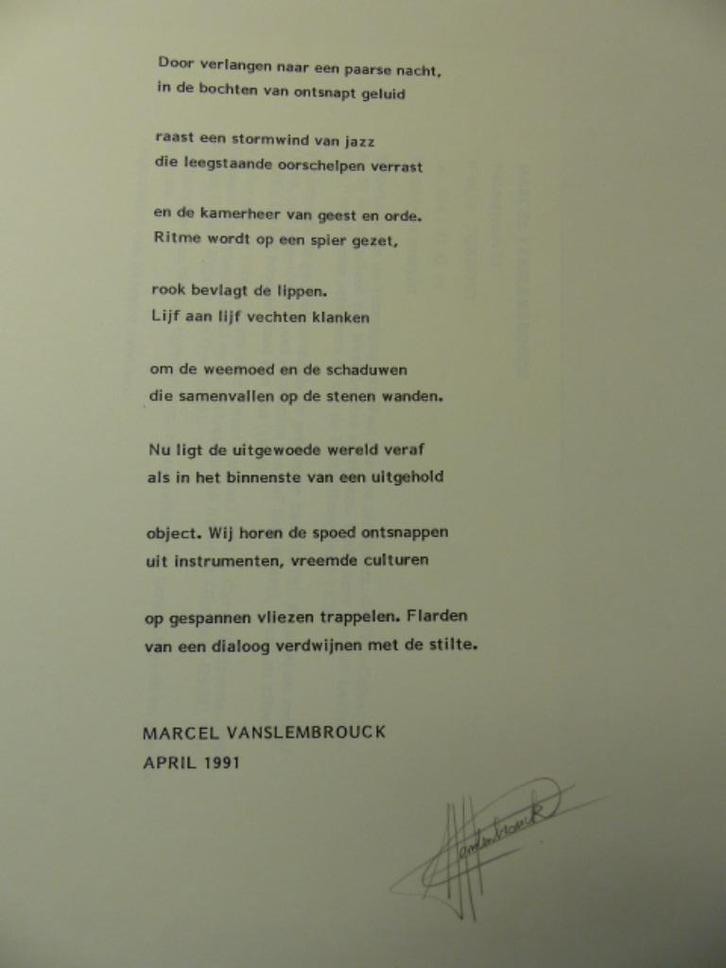 Door verlangen naar een paarse nacht,
in de bochten van ontsnapt geluid
raast een stormwind van jazz
die leegstaande oorschelpen verrast
en de kamerheer van geest en orde.
Ritme wordt op een spier gezet,
rook bevlagt de lippen.
Lijf aan lijf vechten klanken
om de weemoed en de schaduwen
die samenvallen op de stenen wanden.
Nu ligt de uitgewoede wereld veraf
als in het binnenste van een uitgehold
object. Wij horen de spoed ontsnappen
uit instrumenten, vreemde culturen
op gespannen vliezen trappelen. Flarden
van een dialoog verdwijnen met de stilte.
MARCEL VANSLEMBROUCK
APRIL 1991